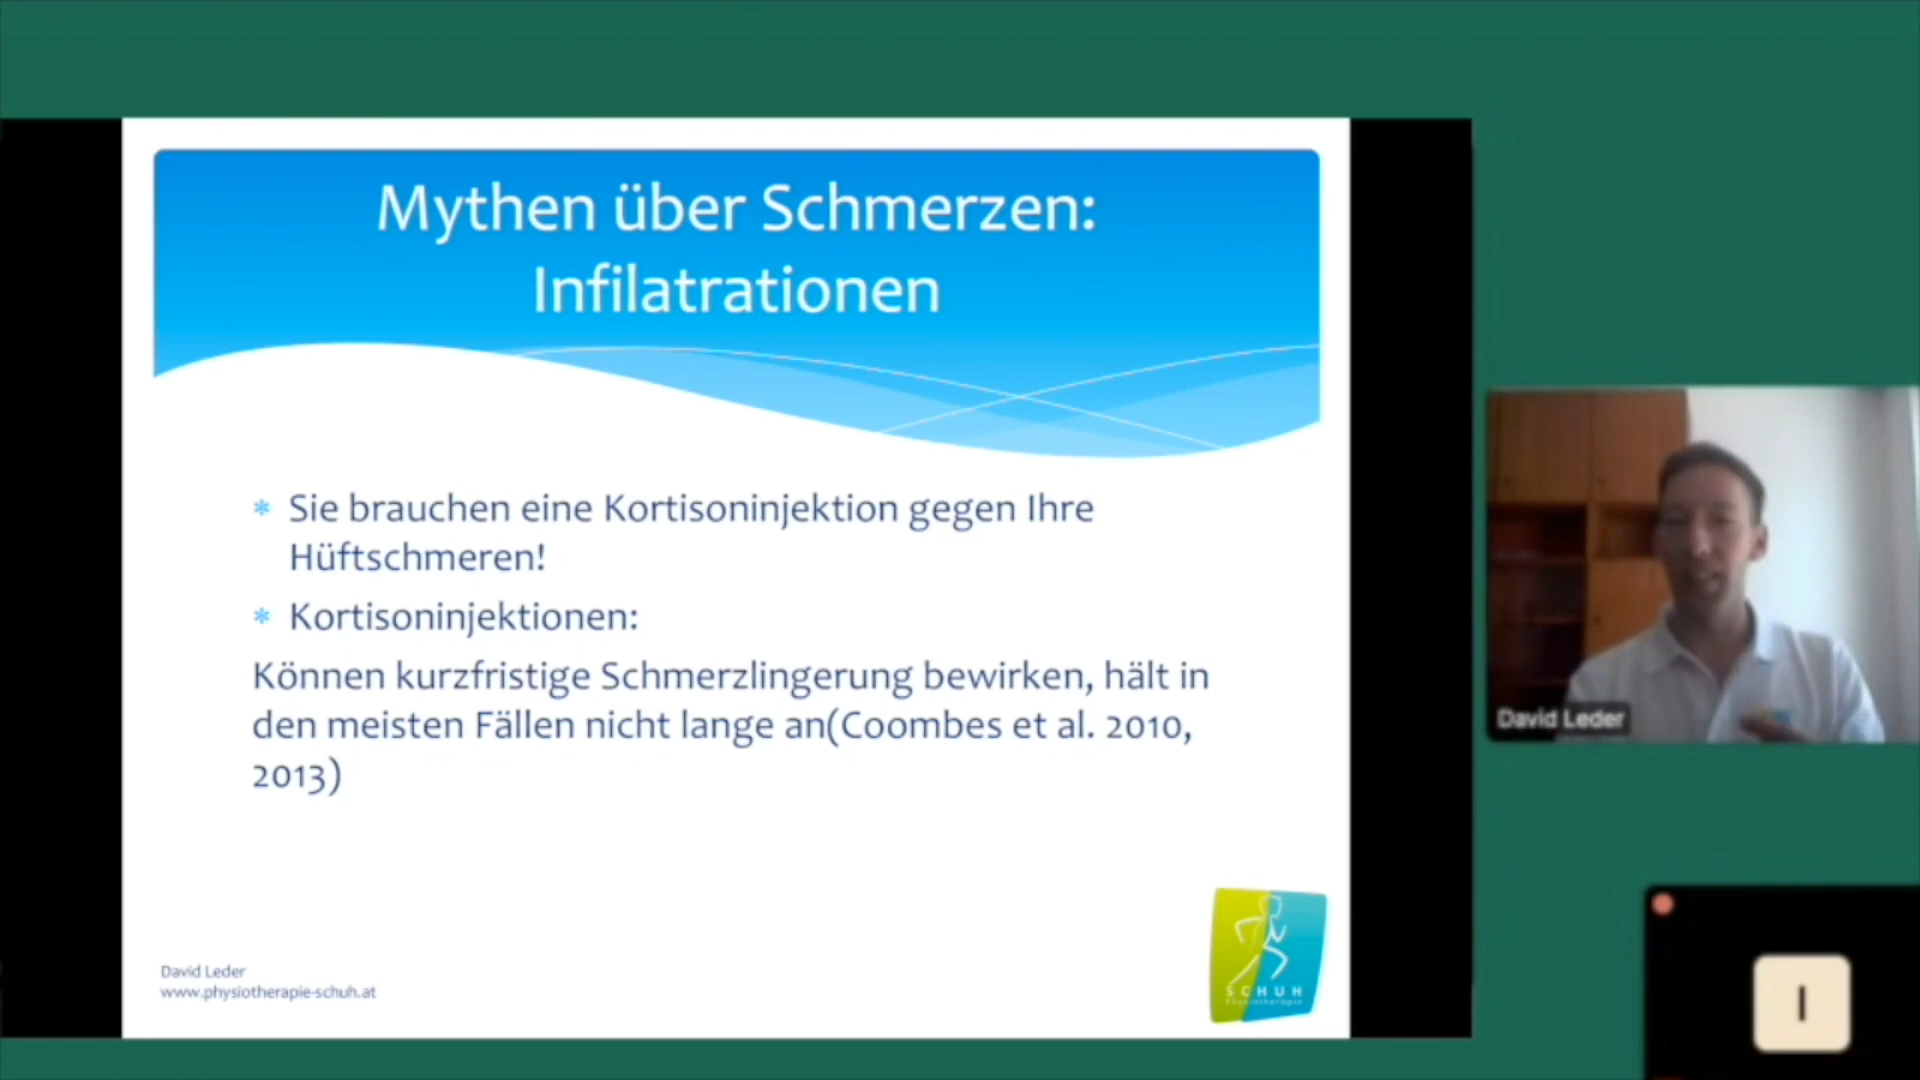 Mythen über Schmerzen:
Infilatrationen
* Sie brauchen eine Kortisoninjektion gegen Ihre
Hüftschmeren!
* Kortisoninjektionen:
Können kurzfristige Schmerzlingerung bewirken, hält in
den meisten Fällen nicht lange an(Coombes et al. 2010,
2013)
David Leder
www.physiotherapie-schuh.at
SCHUH
Physiotherapie
David Leder
I